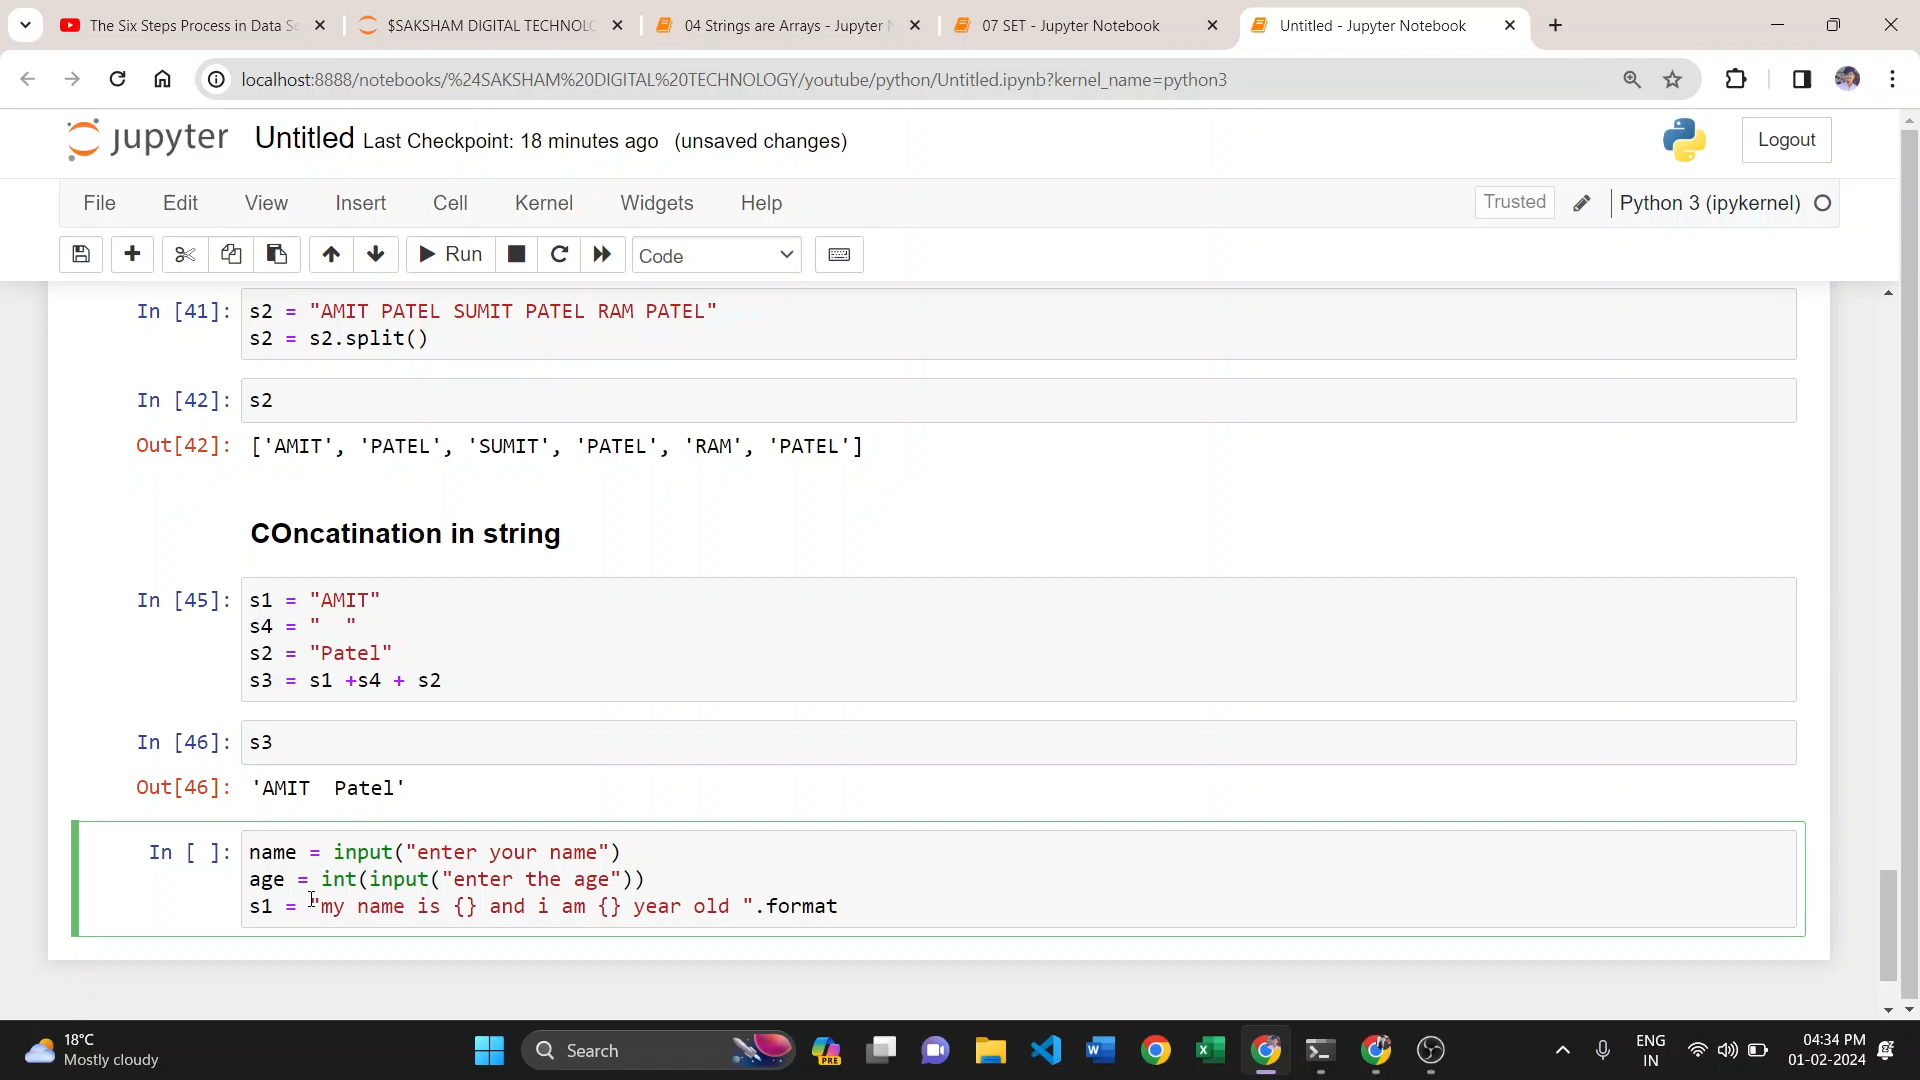 The Six Steps Process in Data Sc
$SAKSHAM DIGITAL TECHNOLO
04 Strings are Arrays - Jupyter N
07 SET - Jupyter Notebook
Untitled - Jupyter Notebook
localhost:8888/notebooks/%24SAKSHAM%20DIGITAL%20TECHNOLOGY/youtube/python/Untitled.ipynb?kernel_name=python3
jupyter Untitled Last Checkpoint: 18 minutes ago (unsaved changes)
Logout
File Edit View Insert Cell Kernel Widgets Help
Trusted
Python 3 (ipykernel)
Run
Code
In [41]: s2 = "AMIT PATEL SUMIT PATEL RAM PATEL"
s2 = s2.split()
In [42]: s2
Out[42]: ['AMIT', 'PATEL', 'SUMIT', 'PATEL', 'RAM', 'PATEL']
COncatination in string
In [45]: s1 = "AMIT"
s4 = "  "
s2 = "Patel"
s3 = s1 +s4 + s2
In [46]: s3
Out[46]: 'AMIT  Patel'
In [ ]: name = input("enter your name")
age = int(input("enter the age"))
s1 = "my name is {} and i am {} year old ".format
18°C
Mostly cloudy
Search
PRE
ENG
IN
04:34 PM
01-02-2024